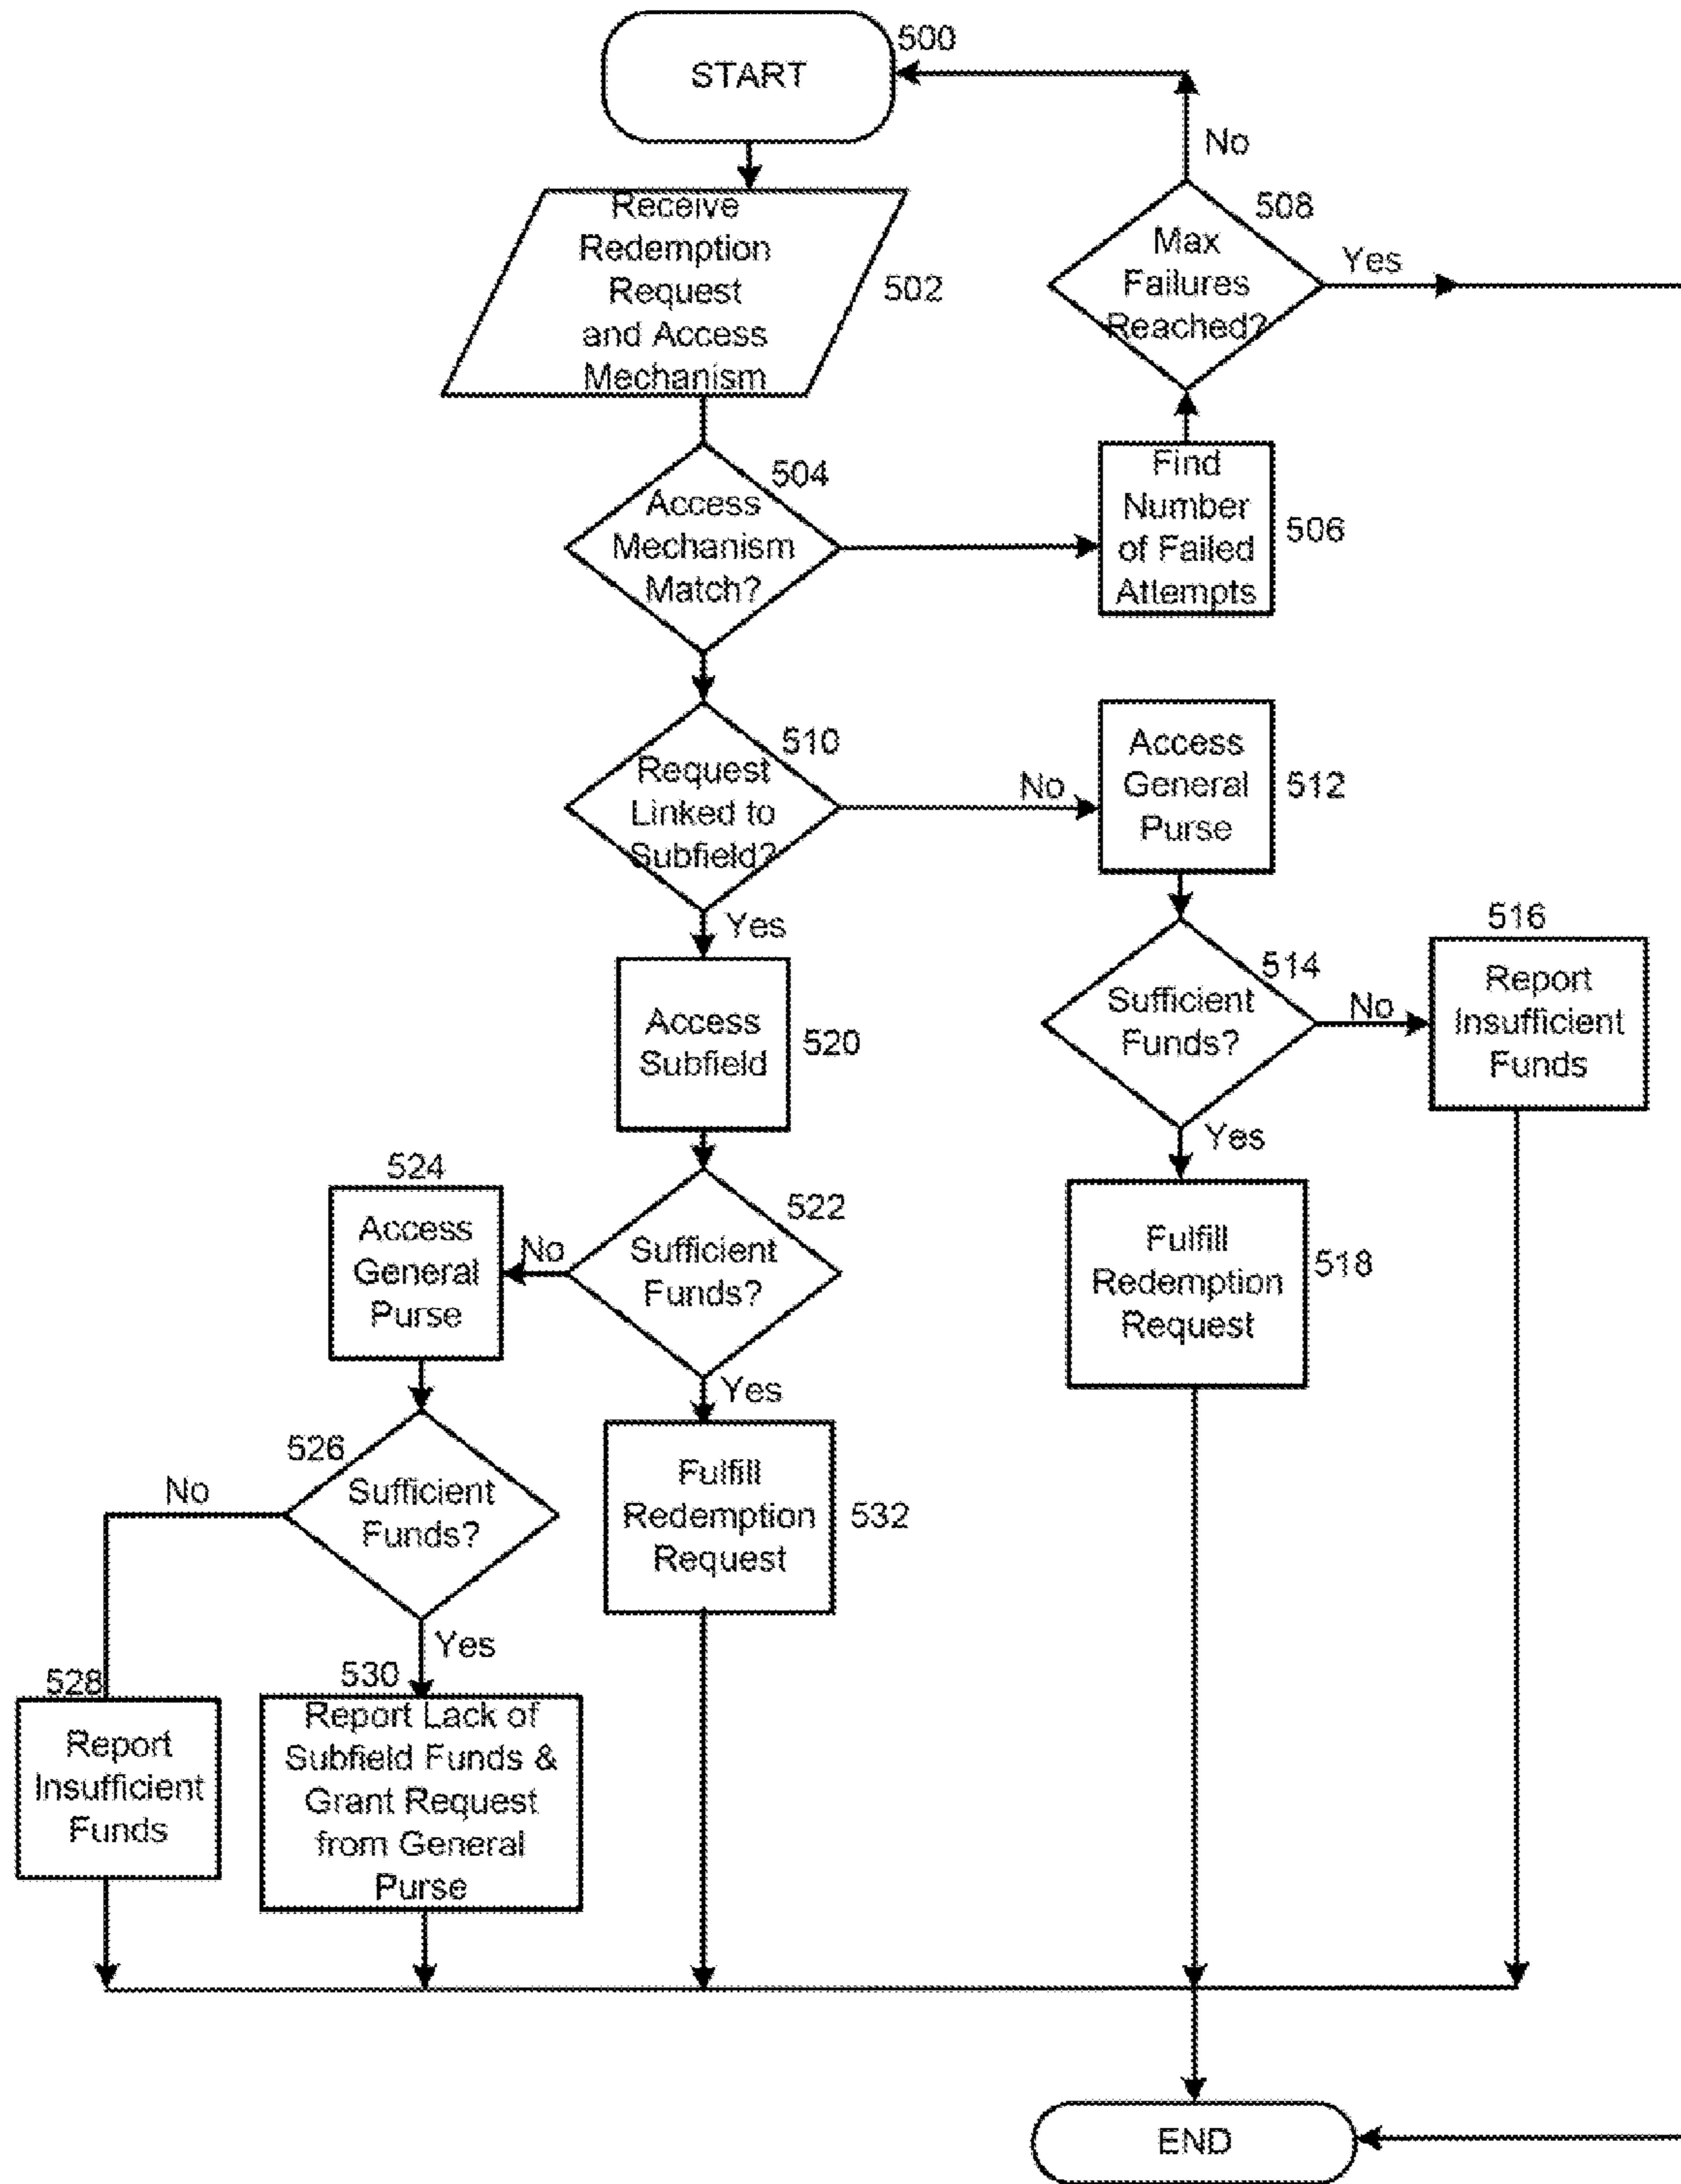 500
START
No
Receive
Redemption
Request
and Access
Mechanism
502
508
Max
Failures
Reached?
Yes
504
Access
Mechanism
Match?
Find
Number
of Failed
Attempts
506
510
Request
Linked to
Subfield?
No
Access
General
Purse
512
Yes
516
Report
Insufficient
Funds
514
Sufficient
Funds?
No
Access
Subfield
520
Yes
524
Access
General
Purse
522
Sufficient
Funds?
No
Fulfill
Redemption
Request
518
Yes
526
Sufficient
Funds?
No
Fulfill
Redemption
Request
532
Yes
528
Report
Insufficient
Funds
530
Report Lack of
Subfield Funds &
Grant Request
from General
Purse
END